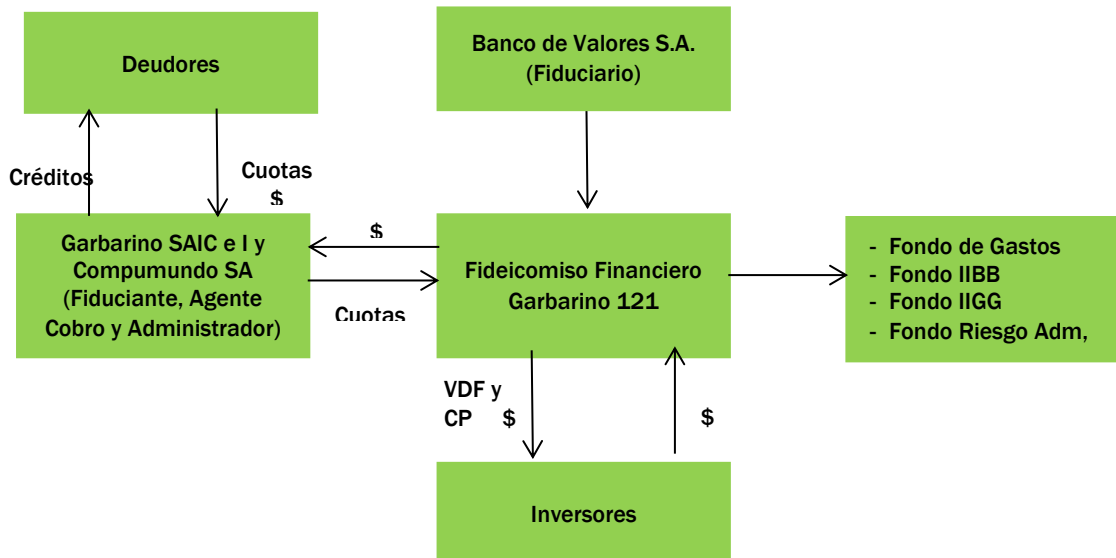 Deudores
Banco de Valores S.A.
(Fiduciario)
Créditos
Cuotas
$
Garbarino SAIC e I y
Compumundo SA
(Fiduciante, Agente
Cobro y Administrador)
$
Cuotas
Fideicomiso Financiero
Garbarino 121
- Fondo de Gastos
- Fondo IIBB
- Fondo IIGG
- Fondo Riesgo Adm,
VDF y
CP $
$
Inversores